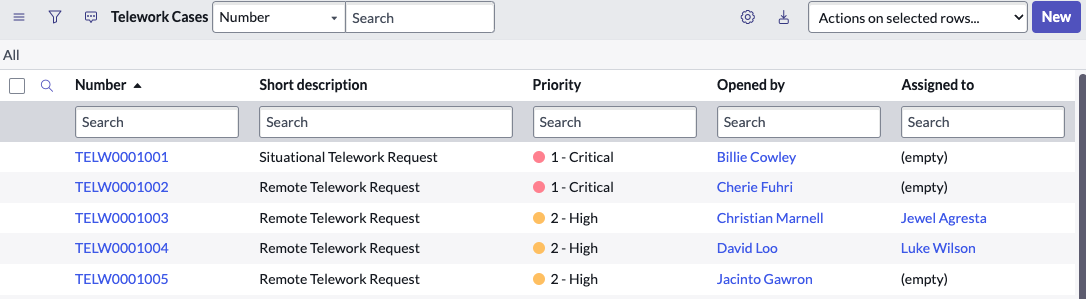 Telework Cases Number Search Actions on selected rows... New
All
Number Short description Priority Opened by Assigned to
Search Search Search Search Search
TELW0001001 Situational Telework Request 1 - Critical Billie Cowley (empty)
TELW0001002 Remote Telework Request 1 - Critical Cherie Fuhri (empty)
TELW0001003 Remote Telework Request 2 - High Christian Marnell Jewel Agresta
TELW0001004 Remote Telework Request 2 - High David Loo Luke Wilson
TELW0001005 Remote Telework Request 2 - High Jacinto Gawron (empty)